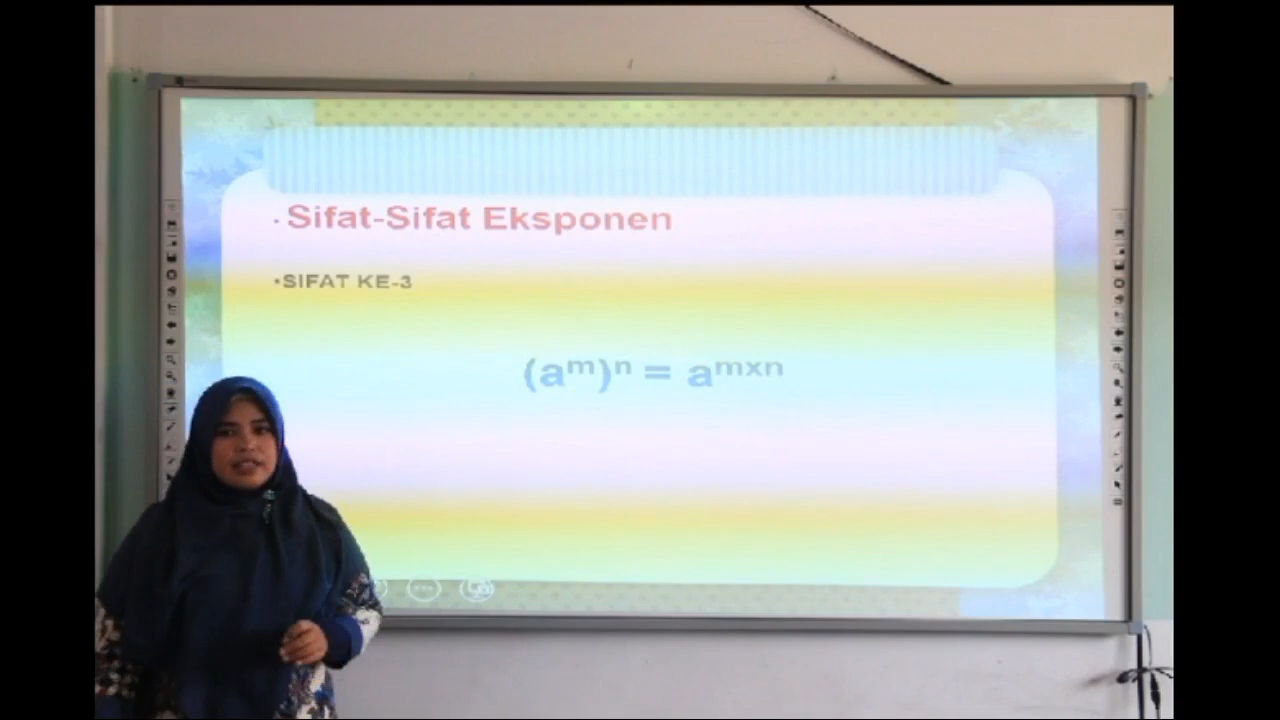 · Sifat-Sifat Eksponen
•SIFAT KE-3
(aᵐ)ⁿ = aᵐˣⁿ